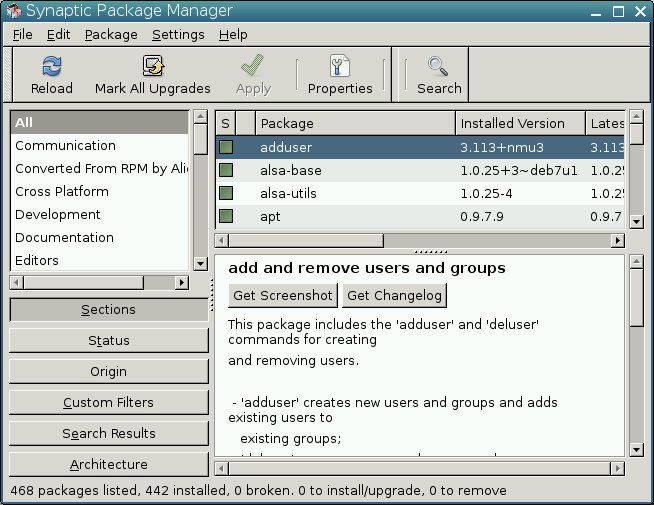 Synaptic Package Manager
File Edit Package Settings Help
Reload Mark All Upgrades Apply Properties Search
All
Communication
Converted From RPM by Ali
Cross Platform
Development
Documentation
Editors
S Package Installed Version Lates
adduser 3.113+nmu3 3.113
alsa-base 1.0.25+3~deb7u1 1.0.25
alsa-utils 1.0.25-4 1.0.25
apt 0.9.7.9 0.9.7
Sections
Status
Origin
Custom Filters
Search Results
Architecture
add and remove users and groups
Get Screenshot Get Changelog
This package includes the 'adduser' and 'deluser'
commands for creating
and removing users.
- 'adduser' creates new users and groups and adds
existing users to
existing groups;
468 packages listed, 442 installed, 0 broken. 0 to install/upgrade, 0 to remove